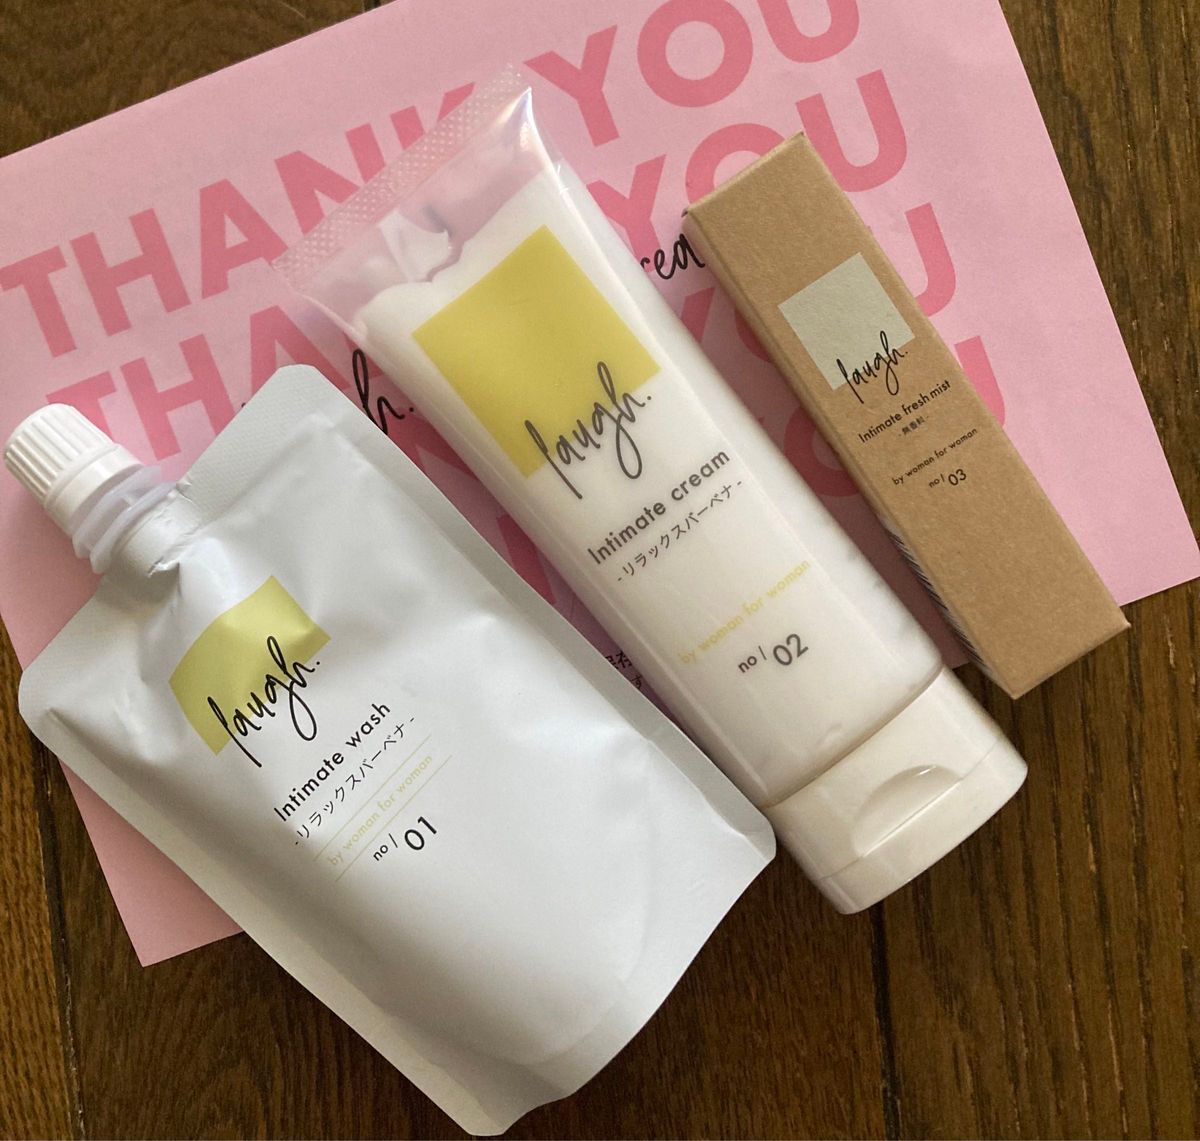 THANK YOU
THANK YOU
YOU
YOU
laugh.
Intimate wash
-リラックスバーベナ-
by woman for woman
no/01
laugh.
Intimate cream
-リラックスバーベナ-
by woman for woman
no/02
laugh.
Intimate fresh mist
-無香料-
by woman for woman
no/03